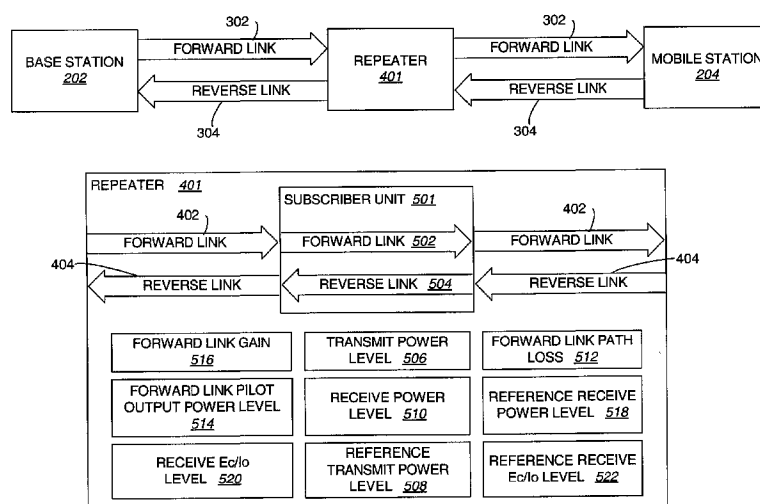 302
302
BASE STATION
202
FORWARD LINK
REVERSE LINK
REPEATER
401
FORWARD LINK
REVERSE LINK
MOBILE STATION
204
304
304
REPEATER 401
SUBSCRIBER UNIT 501
402
402
FORWARD LINK
FORWARD LINK 502
FORWARD LINK
404
404
REVERSE LINK
REVERSE LINK 504
REVERSE LINK
FORWARD LINK GAIN
516
TRANSMIT POWER
LEVEL 506
FORWARD LINK PATH
LOSS 512
FORWARD LINK PILOT
OUTPUT POWER LEVEL
514
RECEIVE POWER
LEVEL 510
REFERENCE RECEIVE
POWER LEVEL 518
RECEIVE Ec/Io
LEVEL 520
REFERENCE
TRANSMIT POWER
LEVEL 508
REFERENCE RECEIVE
Ec/Io LEVEL 522